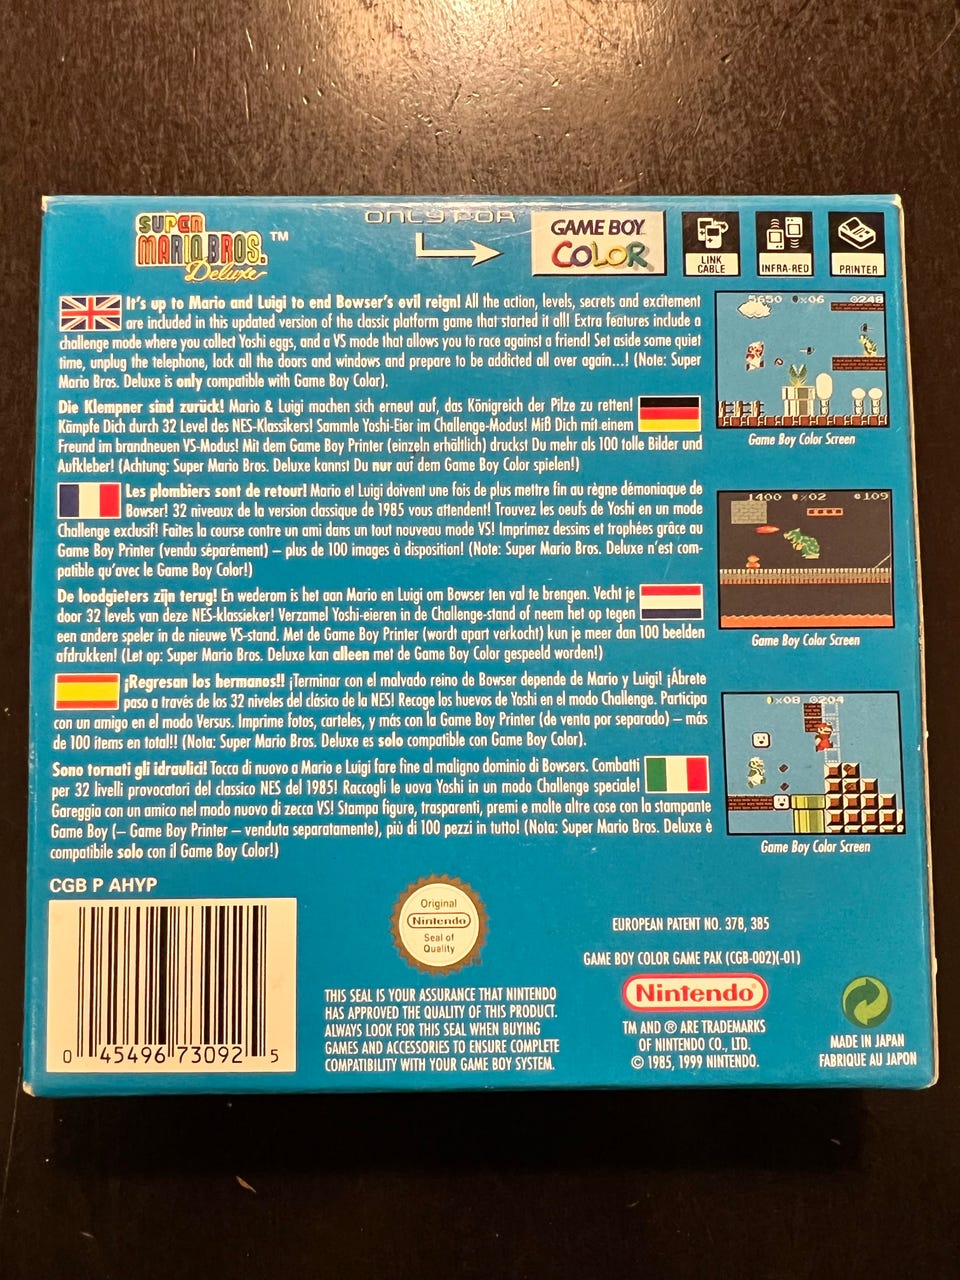 SUPER
MARIO BROS.™
Deluxe
ONLY FOR
GAME BOY
COLOR
LINK
CABLE
INFRA-RED
PRINTER
It's up to Mario and Luigi to end Bowser's evil reign! All the action, levels, secrets and excitement
are included in this updated version of the classic platform game that started it all! Extra features include a
challenge mode where you collect Yoshi eggs, and a VS mode that allows you to race against a friend! Set aside some quiet
time, unplug the telephone, lock all the doors and windows and prepare to be addicted all over again...! (Note: Super
Mario Bros. Deluxe is only compatible with Game Boy Color).
Die Klempner sind zurück! Mario & Luigi machen sich erneut auf, das Königreich der Pilze zu retten!
Kämpfe Dich durch 32 Level des NES-Klassikers! Sammle Yoshi-Eier im Challenge-Modus! Miß Dich mit einem
Freund im brandneuen VS-Modus! Mit dem Game Boy Printer (einzeln erhältlich) druckst Du mehr als 100 tolle Bilder und
Aufkleber! (Achtung: Super Mario Bros. Deluxe kannst Du nur auf dem Game Boy Color spielen!)
Les plombiers sont de retour! Mario et Luigi doivent une fois de plus mettre fin au règne démoniaque de
Bowser! 32 niveaux de la version classique de 1985 vous attendent! Trouvez les oeufs de Yoshi en un mode
Challenge exclusif! Faites la course contre un ami dans un tout nouveau mode VS! Imprimez dessins et trophées grâce au
Game Boy Printer (vendu séparément) – plus de 100 images à disposition! (Note: Super Mario Bros. Deluxe n'est com-
patible qu'avec le Game Boy Color!)
De loodgieters zijn terug! En wederom is het aan Mario en Luigi om Bowser ten val te brengen. Vecht je
door 32 levels van deze NES-klassieker! Verzamel Yoshi-eieren in de Challenge-stand of neem het op tegen
een andere speler in de nieuwe VS-stand. Met de Game Boy Printer (wordt apart verkocht) kun je meer dan 100 beelden
afdrukken! (Let op: Super Mario Bros. Deluxe kan alleen met de Game Boy Color gespeeld worden!)
¡Regresan los hermanos!! ¡Terminar con el malvado reino de Bowser depende de Mario y Luigi! ¡Ábrete
paso a través de los 32 niveles del clásico de la NES! Recoge los huevos de Yoshi en el modo Challenge. Participa
con un amigo en el modo Versus. Imprime fotos, carteles, y más con la Game Boy Printer (de venta por separado) – más
de 100 ítems en total!! (Nota: Super Mario Bros. Deluxe es solo compatible con Game Boy Color).
Sono tornati gli idraulici! Tocca di nuovo a Mario e Luigi fare fine al maligno dominio di Bowsers. Combatti
per 32 livelli provocatori del classico NES del 1985! Raccogli le uova Yoshi in un modo Challenge speciale!
Gareggia con un amico nel modo nuovo di zecca VS! Stampa figure, trasparenti, premi e molte altre cose con la stampante
Game Boy (– Game Boy Printer – venduta separatamente), più di 100 pezzi in tutto! (Nota: Super Mario Bros. Deluxe è
compatibile solo con il Game Boy Color!)
5650 ×06 248
Game Boy Color Screen
1400 ×02 109
Game Boy Color Screen
×08 204
Game Boy Color Screen
CGB P AHYP
0 45496 73092 5
Original
Nintendo
Seal of
Quality
THIS SEAL IS YOUR ASSURANCE THAT NINTENDO
HAS APPROVED THE QUALITY OF THIS PRODUCT.
ALWAYS LOOK FOR THIS SEAL WHEN BUYING
GAMES AND ACCESSORIES TO ENSURE COMPLETE
COMPATIBILITY WITH YOUR GAME BOY SYSTEM.
EUROPEAN PATENT NO. 378, 385
GAME BOY COLOR GAME PAK (CGB-002)(-01)
Nintendo®
TM AND ® ARE TRADEMARKS
OF NINTENDO CO., LTD.
© 1985, 1999 NINTENDO.
MADE IN JAPAN
FABRIQUE AU JAPON